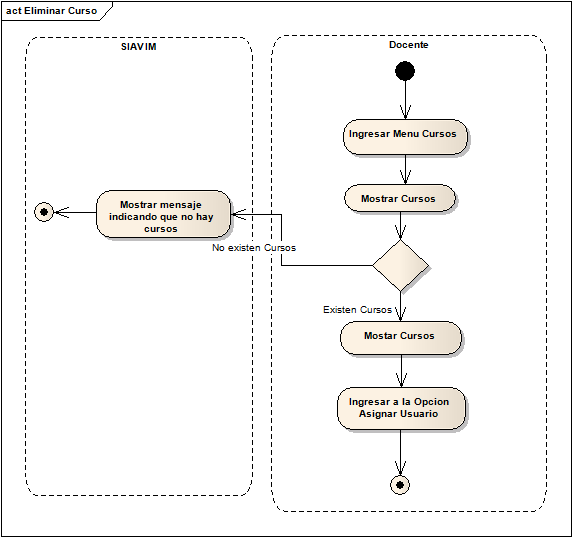 act Eliminar Curso
SIAVIM
Docente
Ingresar Menu Cursos
Mostrar Cursos
Mostrar mensaje
indicando que no hay
cursos
No existen Cursos
Existen Cursos
Mostar Cursos
Ingresar a la Opcion
Asignar Usuario